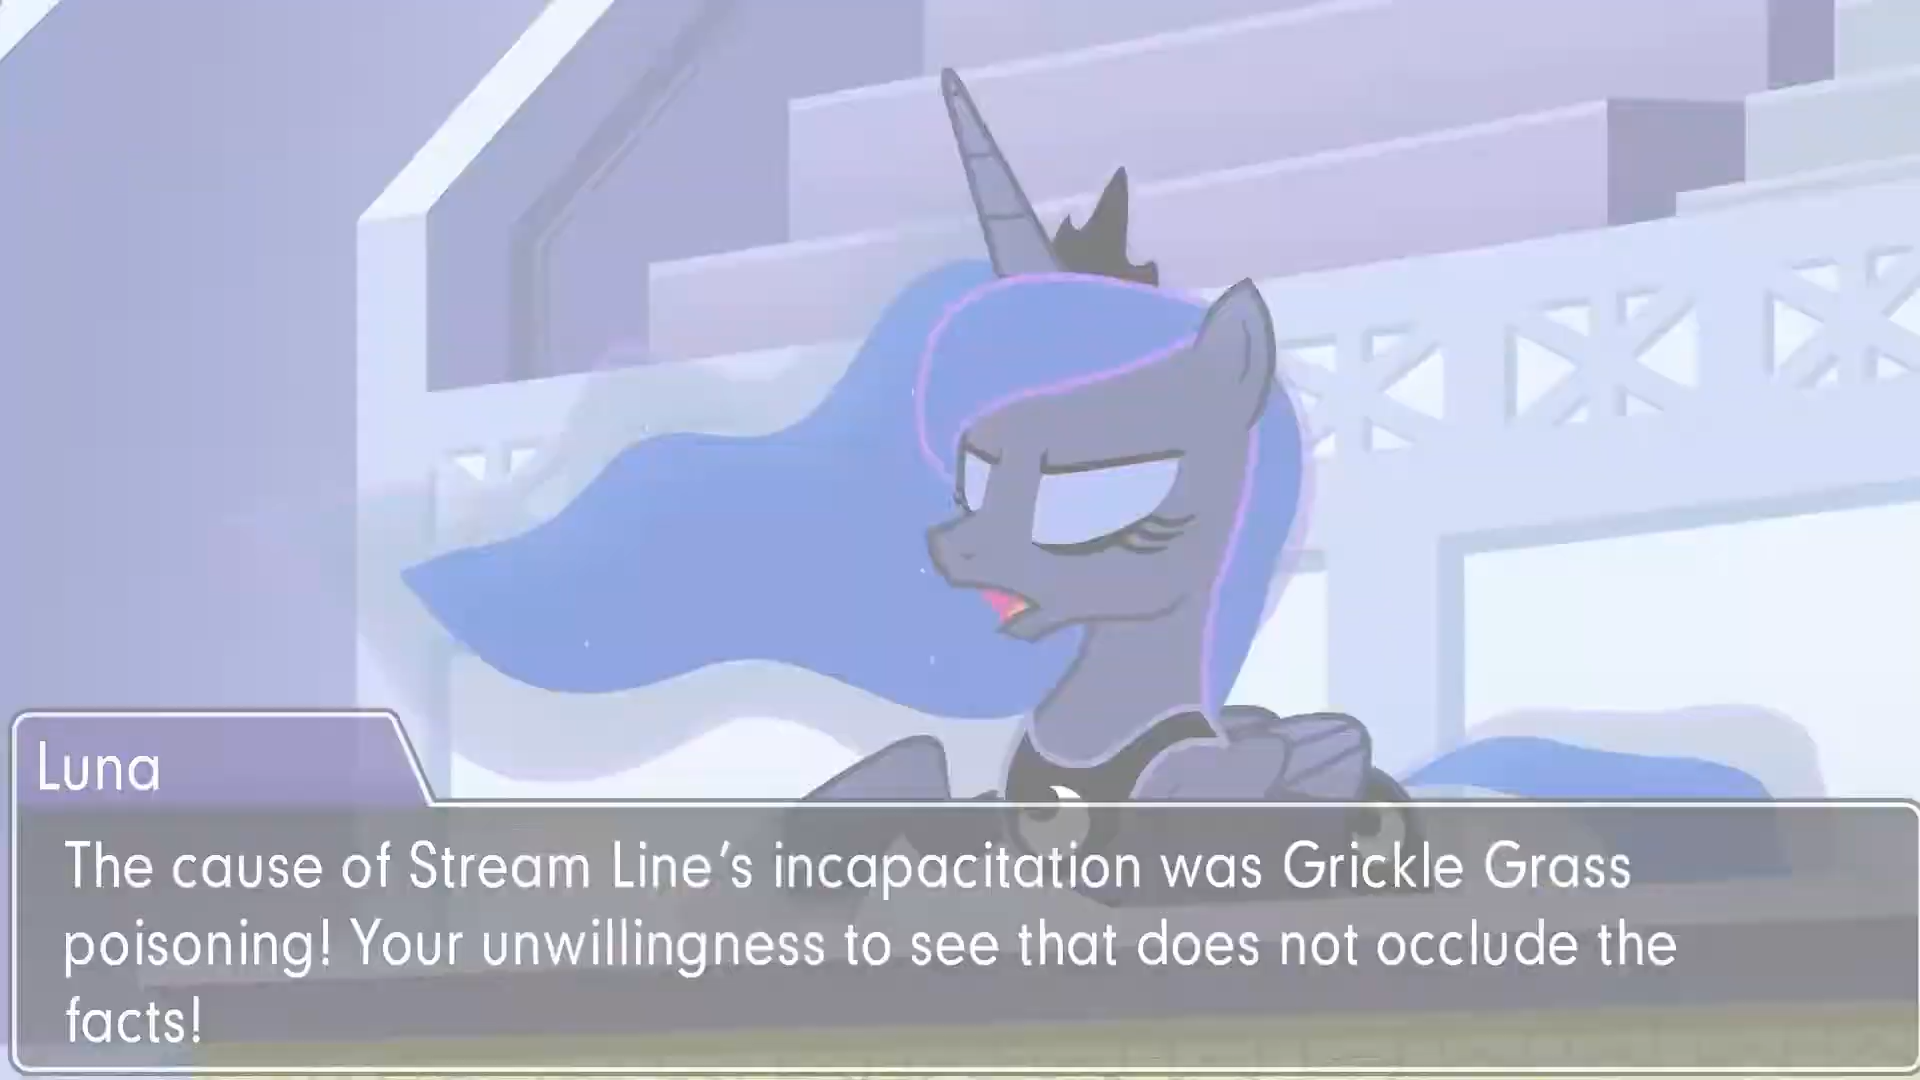 Luna
The cause of Stream Line’s incapacitation was Grickle Grass
poisoning! Your unwillingness to see that does not occlude the
facts!